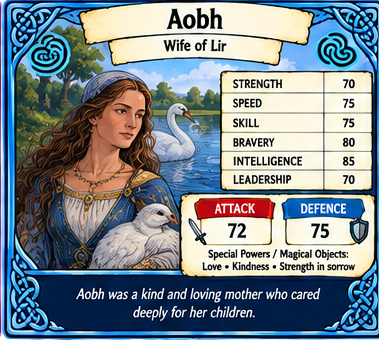 Aobh
Wife of Lir
STRENGTH 70
SPEED 75
SKILL 75
BRAVERY 80
INTELLIGENCE 85
LEADERSHIP 70
ATTACK DEFENCE
72 75
Special Powers / Magical Objects:
Love • Kindness • Strength in sorrow
Aobh was a kind and loving mother who cared
deeply for her children.